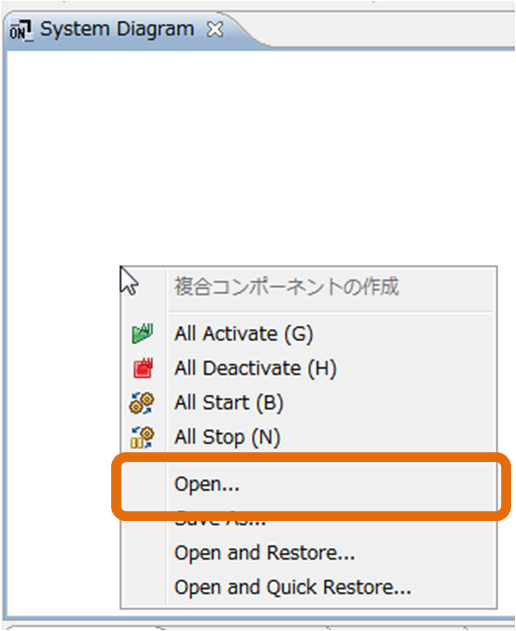 ON System Diagram
複合コンポーネントの作成
All Activate (G)
All Deactivate (H)
All Start (B)
All Stop (N)
Open...
Save As...
Open and Restore...
Open and Quick Restore...